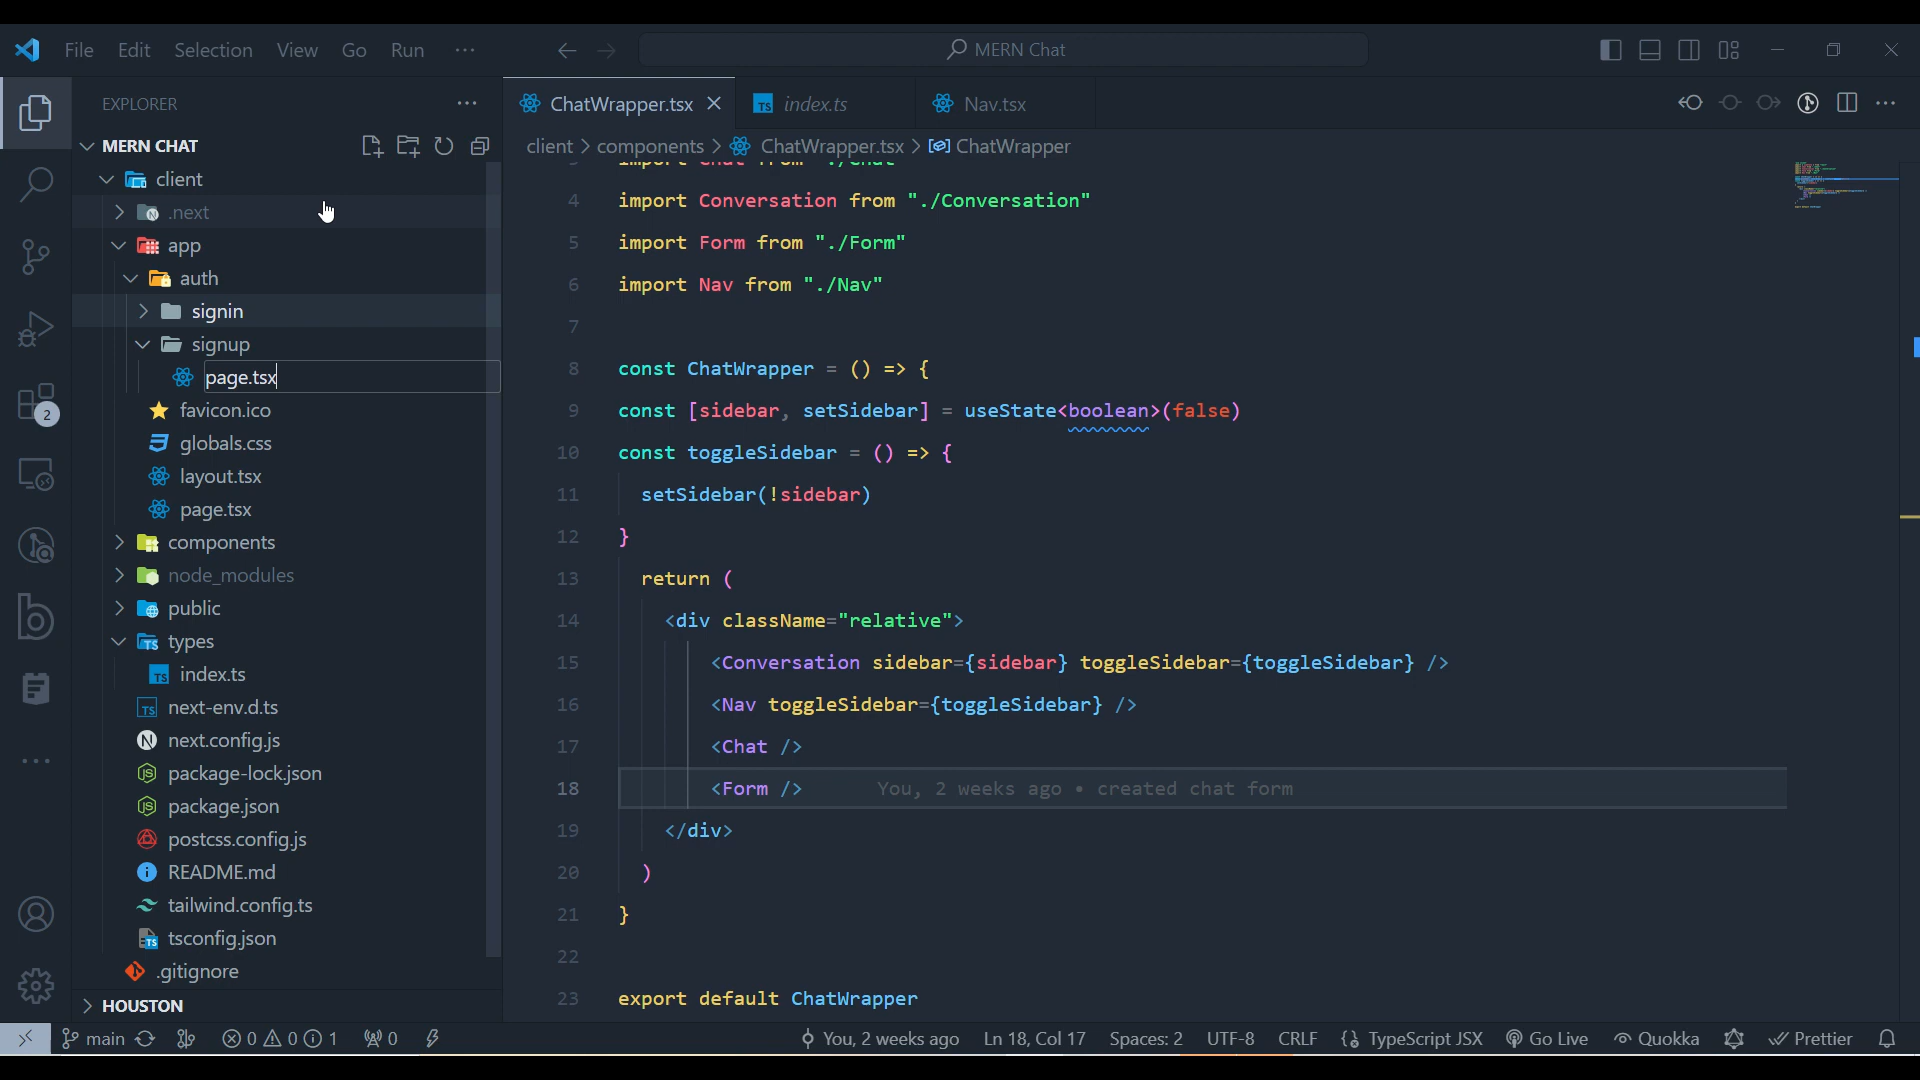 File Edit Selection View Go Run ··· MERN Chat
EXPLORER ···
MERN CHAT
client
.next
app
auth
signin
signup
page.tsx
favicon.ico
globals.css
layout.tsx
page.tsx
components
node_modules
public
types
index.ts
next-env.d.ts
next.config.js
package-lock.json
package.json
postcss.config.js
README.md
tailwind.config.ts
tsconfig.json
.gitignore
HOUSTON
2
ChatWrapper.tsx index.ts Nav.tsx
client > components > ChatWrapper.tsx > ChatWrapper
4 import Conversation from "./Conversation"
5 import Form from "./Form"
6 import Nav from "./Nav"
7
8 const ChatWrapper = () => {
9 const [sidebar, setSidebar] = useState<boolean>(false)
10 const toggleSidebar = () => {
11 setSidebar(!sidebar)
12 }
13 return (
14 <div className="relative">
15 <Conversation sidebar={sidebar} toggleSidebar={toggleSidebar} />
16 <Nav toggleSidebar={toggleSidebar} />
17 <Chat />
18 <Form /> You, 2 weeks ago • created chat form
19 </div>
20 )
21 }
22
23 export default ChatWrapper
main 0 0 1 0 You, 2 weeks ago Ln 18, Col 17 Spaces: 2 UTF-8 CRLF TypeScript JSX Go Live Quokka Prettier